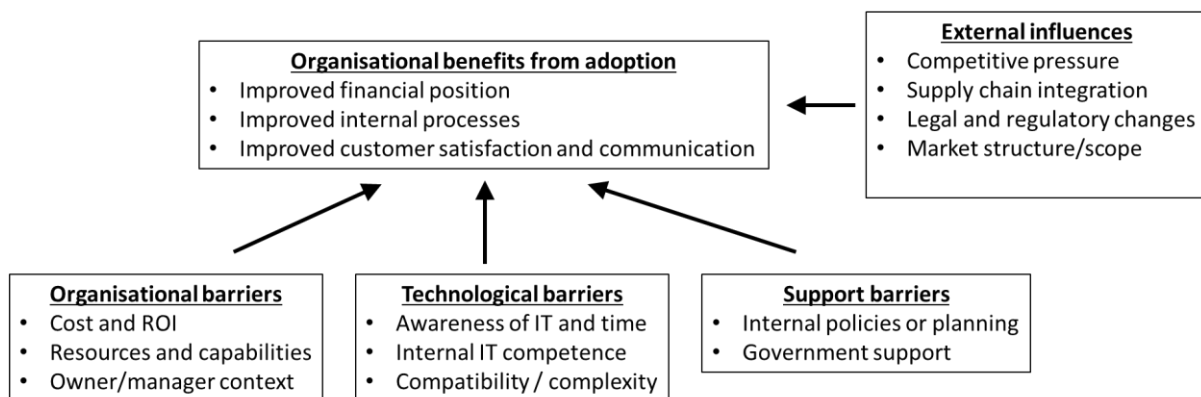 Organisational benefits from adoption
• Improved financial position
• Improved internal processes
• Improved customer satisfaction and communication
External influences
• Competitive pressure
• Supply chain integration
• Legal and regulatory changes
• Market structure/scope
Organisational barriers
• Cost and ROI
• Resources and capabilities
• Owner/manager context
Technological barriers
• Awareness of IT and time
• Internal IT competence
• Compatibility / complexity
Support barriers
• Internal policies or planning
• Government support